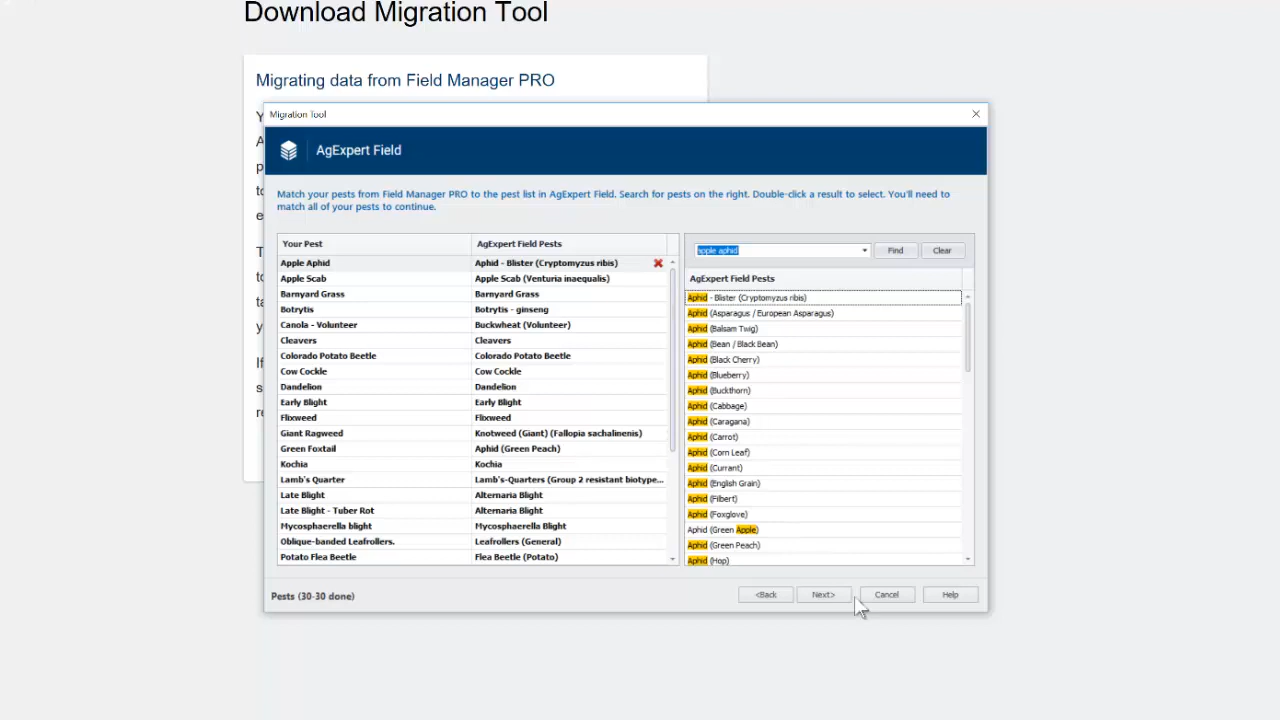 Download Migration Tool
Migrating data from Field Manager PRO
Migration Tool
AgExpert Field
Match your pests from Field Manager PRO to the pest list in AgExpert Field. Search for pests on the right. Double-click a result to select. You'll need to
match all of your pests to continue.
Your Pest AgExpert Field Pests
Apple Aphid Aphid - Blister (Cryptomyzus ribis)
Apple Scab Apple Scab (Venturia inaequalis)
Barnyard Grass Barnyard Grass
Botrytis Botrytis - ginseng
Canola - Volunteer Buckwheat (Volunteer)
Cleavers Cleavers
Colorado Potato Beetle Colorado Potato Beetle
Cow Cockle Cow Cockle
Dandelion Dandelion
Early Blight Early Blight
Flixweed Flixweed
Giant Ragweed Knotweed (Giant) (Fallopia sachalinenis)
Green Foxtail Aphid (Green Peach)
Kochia Kochia
Lamb's Quarter Lamb's-Quarters (Group 2 resistant biotype...
Late Blight Alternaria Blight
Late Blight - Tuber Rot Alternaria Blight
Mycosphaerella blight Mycosphaerella Blight
Oblique-banded Leafrollers. Leafrollers (General)
Potato Flea Beetle Flea Beetle (Potato)
apple aphid Find Clear
AgExpert Field Pests
Aphid - Blister (Cryptomyzus ribis)
Aphid (Asparagus / European Asparagus)
Aphid (Balsam Twig)
Aphid (Bean / Black Bean)
Aphid (Black Cherry)
Aphid (Blueberry)
Aphid (Buckthorn)
Aphid (Cabbage)
Aphid (Caragana)
Aphid (Carrot)
Aphid (Corn Leaf)
Aphid (Currant)
Aphid (English Grain)
Aphid (Filbert)
Aphid (Foxglove)
Aphid (Green Apple)
Aphid (Green Peach)
Aphid (Hop)
Pests (30-30 done) <Back Next> Cancel Help